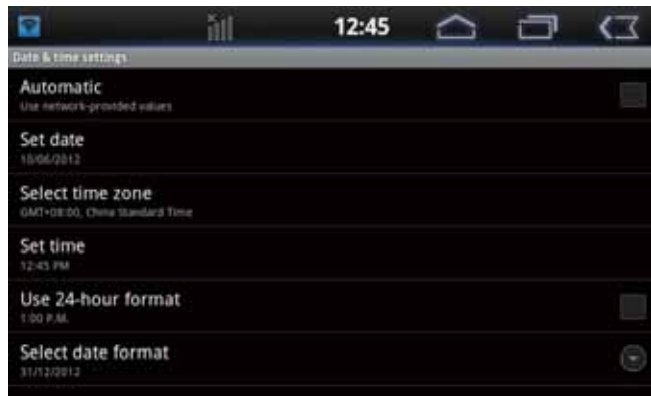 12:45
Date & time settings
Automatic
Use network-provided values
Set date
10/06/2012
Select time zone
GMT+08:00, China Standard Time
Set time
12:45 PM
Use 24-hour format
1:00 P.M.
Select date format
31/12/2012